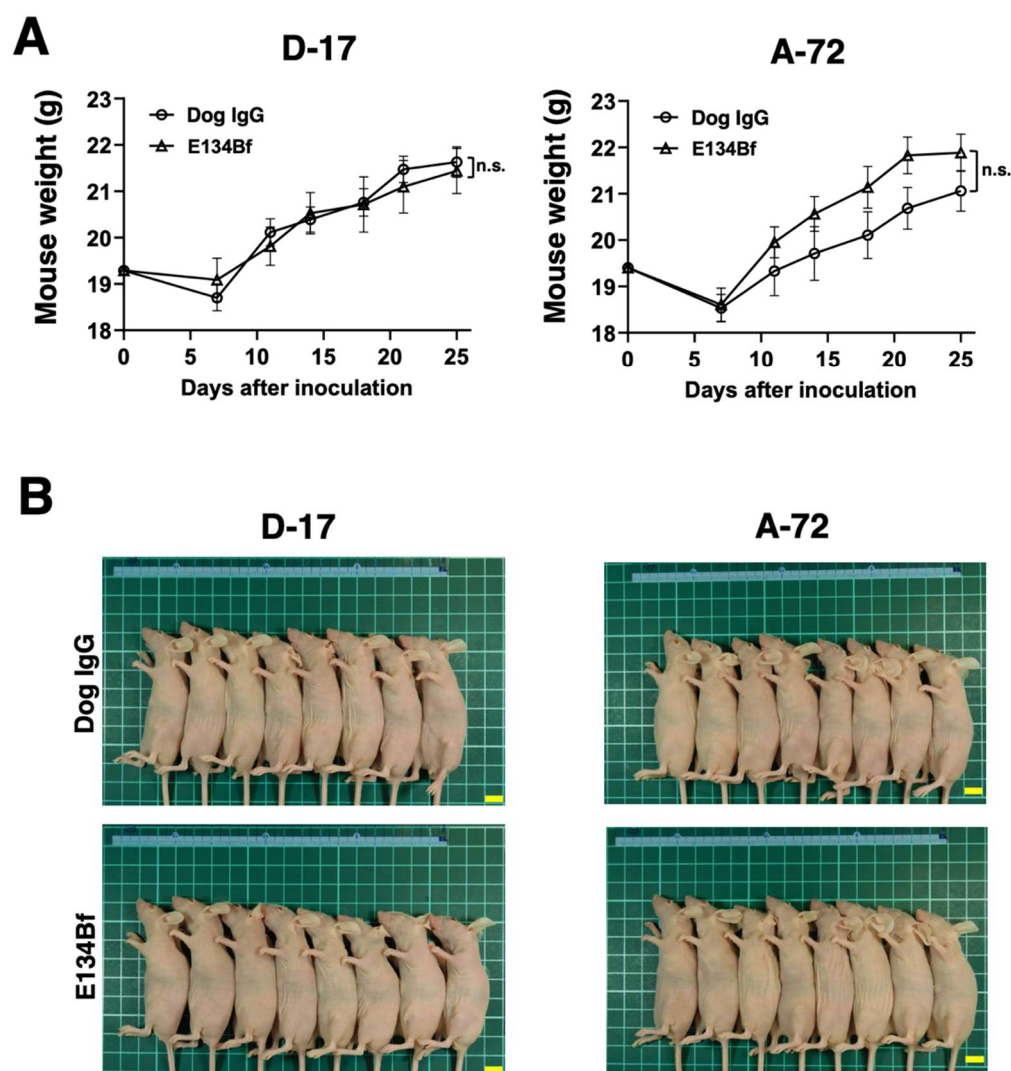 A
D-17
A-72
Mouse weight (g)
23
22
21
20
19
18
Dog IgG
E134Bf
n.s.
0
5
10
15
20
25
Days after inoculation
Mouse weight (g)
23
22
21
20
19
18
Dog IgG
E134Bf
n.s.
0
5
10
15
20
25
Days after inoculation
B
D-17
A-72
Dog IgG
E134Bf